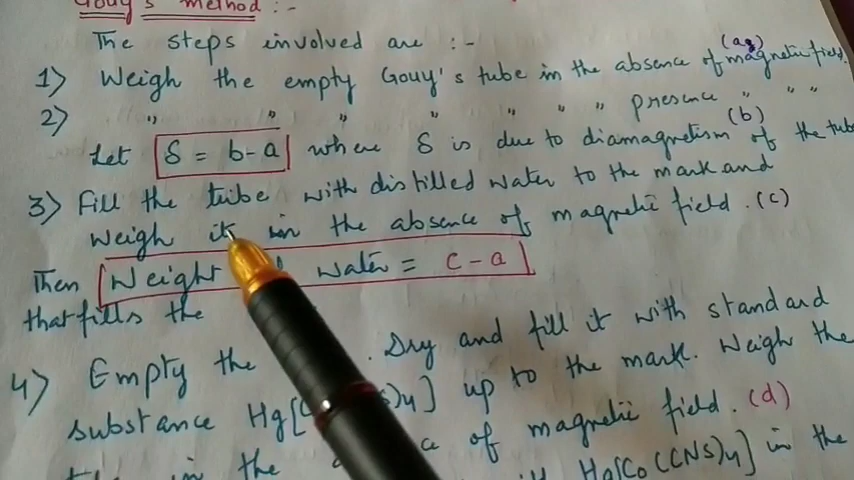 Gouy's method :-
The steps involved are :-
1) Weigh the empty Gouy's tube in the absence of magnetic field. (a)
2) " " " " " " presence " " " (b)
Let δ = b-a where δ is due to diamagnetism of the tube
3) Fill the tube with distilled water to the mark and
weigh it in the absence of magnetic field. (c)
Then Weight water = c - a
that fills the
4) Empty the . Dry and fill it with standard
substance Hg[ )4] up to the mark. Weigh the
in the of magnetic field. (d)
Hg[Co(CNS)4] in the